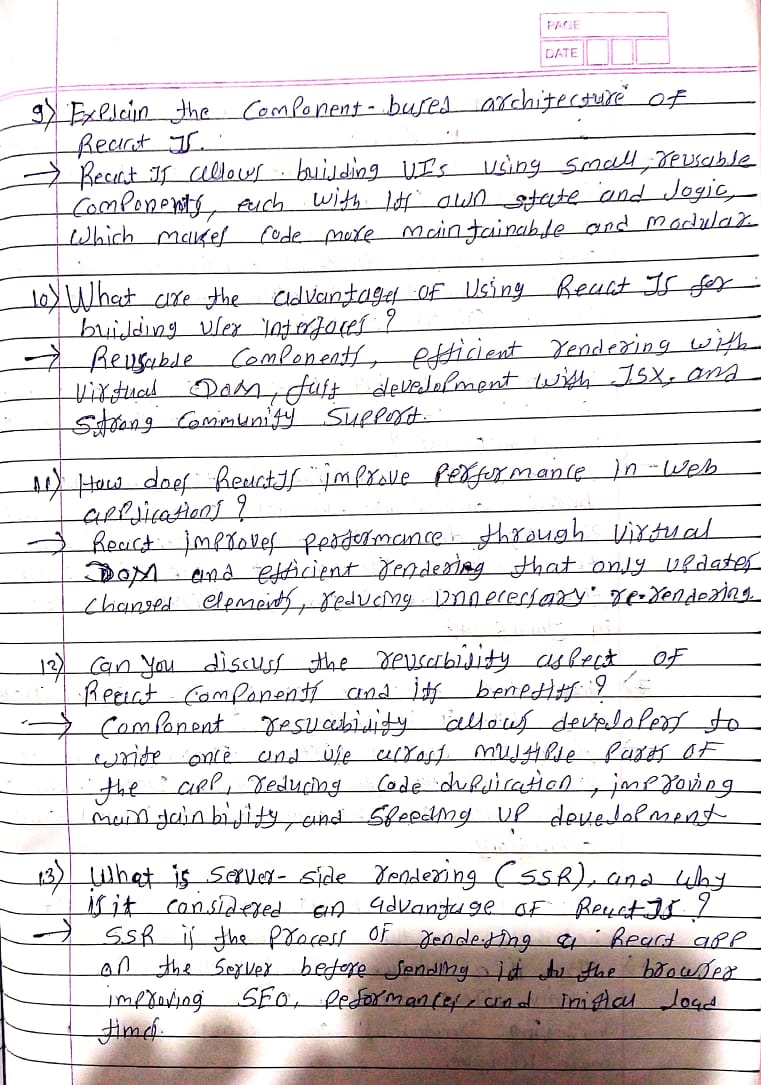 PAGE
DATE
9) Explain the component-based architecture of
React JS.
→ React JS allows building UIs using small, reusable
components, each with its own state and logic,
which makes code more maintainable and modular
10) What are the advantages of using React JS for
building user interfaces?
→ Reusable components, efficient rendering with
virtual DOM, fast development with JSX, and
strong community support.
11) How does React JS improve performance in web
applications?
→ React improves performance through virtual
DOM and efficient rendering that only updates
changed elements, reducing unnecessary re-rendering.
12) Can you discuss the reusability aspect of
React components and its benefits?
→ Component resuability allows developers to
write once and use across multiple parts of
the app, reducing code duplication, improving
maintainbility, and speeding up development
13) What is server-side rendering (SSR), and why
is it considered an advantage of React JS?
→ SSR is the process of rendering a React app
on the server before sending it to the browser
improving SEO, peformances, and initial load
times.